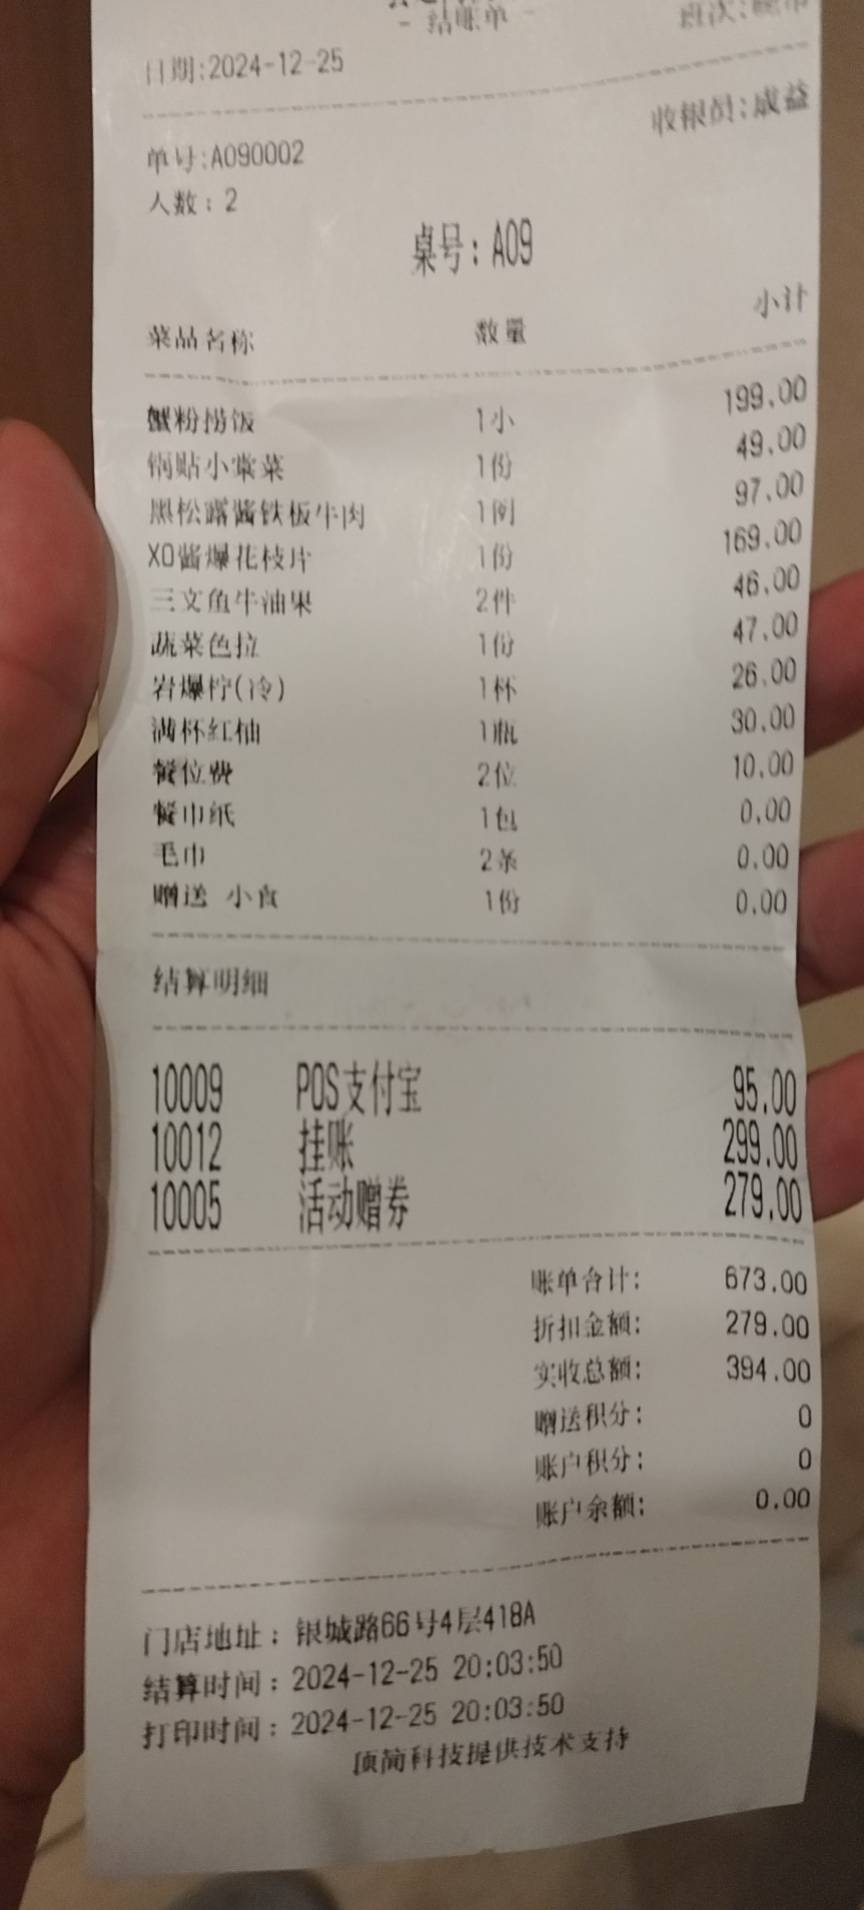 - 结账单 -
班次:晚市
日期:2024-12-25
收银员:成益
单号:A090002
人数: 2
桌号: A09
菜品名称 数量 小计
蟹粉捞饭 1小 199.00
锅贴小棠菜 1份 49.00
黑松露酱铁板牛肉 1例 97.00
XO酱爆花枝片 1份 169.00
三文鱼牛油果 2件 46.00
蔬菜色拉 1份 47.00
岩爆柠(冷) 1杯 26.00
满杯红柚 1瓶 30.00
餐位费 2位 10.00
餐巾纸 1包 0.00
毛巾 2条 0.00
赠送 小食 1份 0.00
结算明细
10009 POS支付宝 95.00
10012 挂账 299.00
10005 活动赠券 279.00
账单合计: 673.00
折扣金额: 279.00
实收总额: 394.00
赠送积分: 0
账户积分: 0
账户余额: 0.00
门店地址: 银城路66号4层418A
结算时间: 2024-12-25 20:03:50
打印时间: 2024-12-25 20:03:50
顶简科技提供技术支持